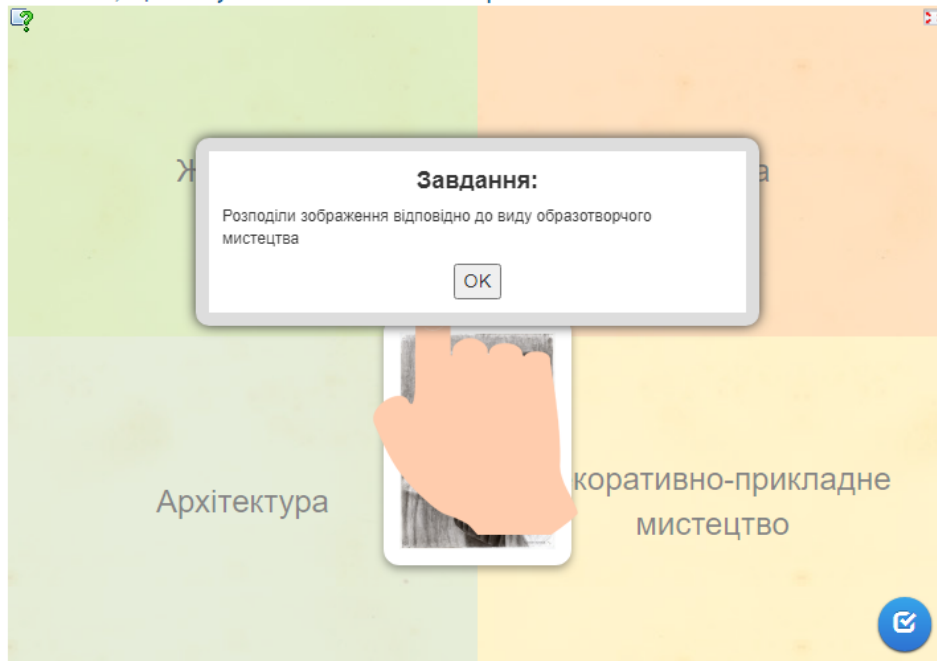 Завдання:
Розподіли зображення відповідно до виду образотворчого
мистецтва
OK
Архітектура
коративно-прикладне
мистецтво